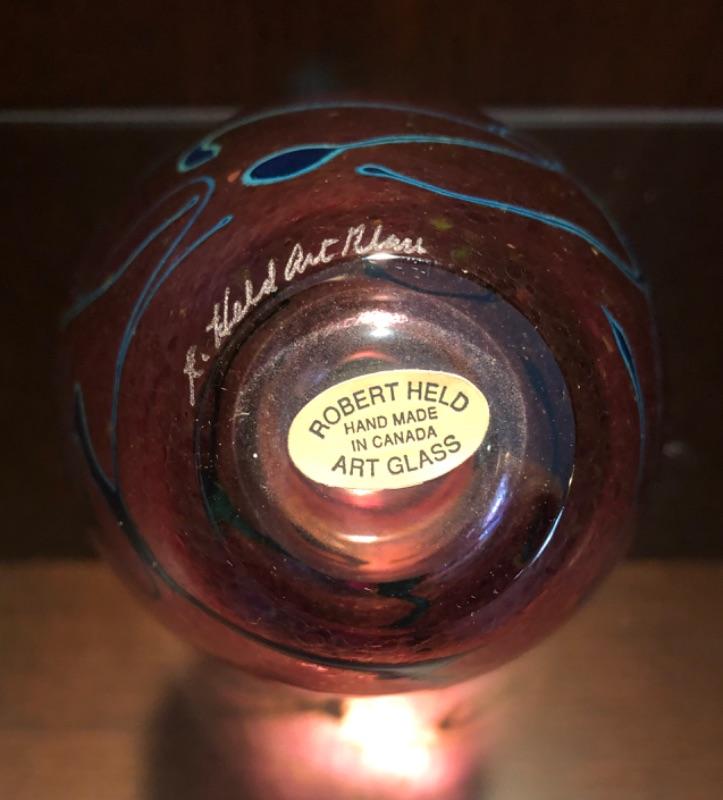 R. Held Art Glass
ROBERT HELD
HAND MADE
IN CANADA
ART GLASS